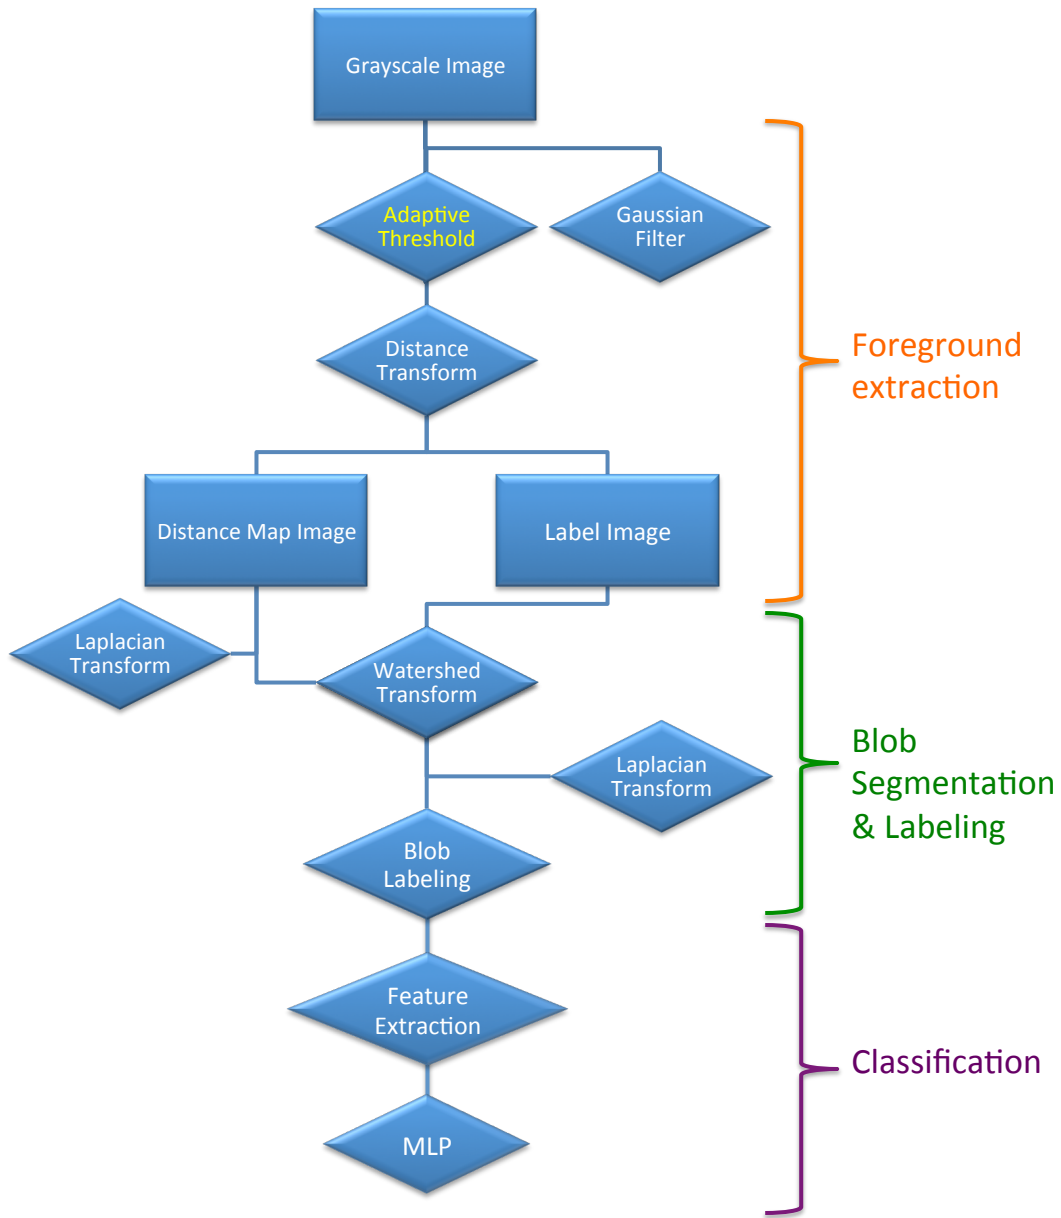 Grayscale Image
Adaptive
Threshold
Gaussian
Filter
Distance
Transform
Foreground
extraction
Distance Map Image
Label Image
Laplacian
Transform
Watershed
Transform
Laplacian
Transform
Blob
Segmentation
& Labeling
Blob
Labeling
Feature
Extraction
Classification
MLP